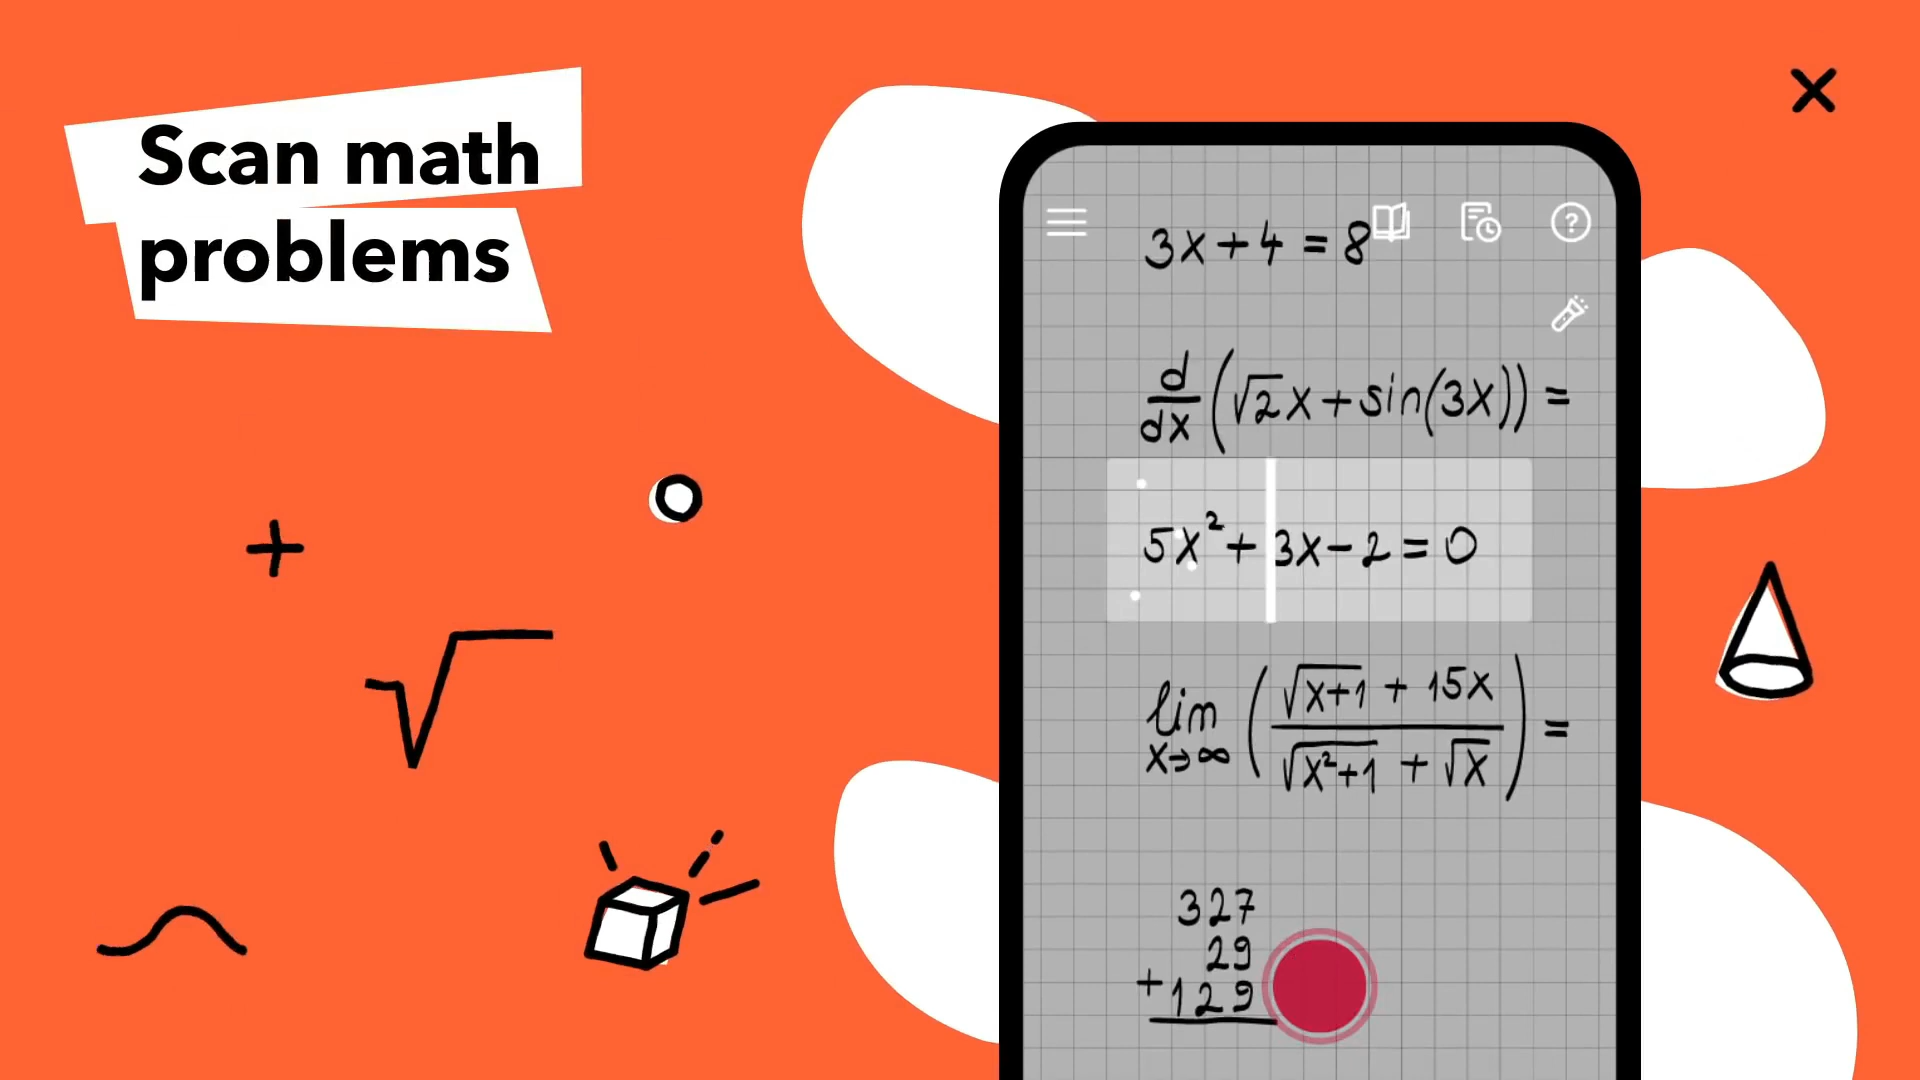 Scan math
problems
3x+4=8
d/dx(√2x+sin(3x))=
5x²+3x-2=0
lim x→∞ ((√(x+1) + 15x)/(√(x²+1) + √x)) =
327
29
+129